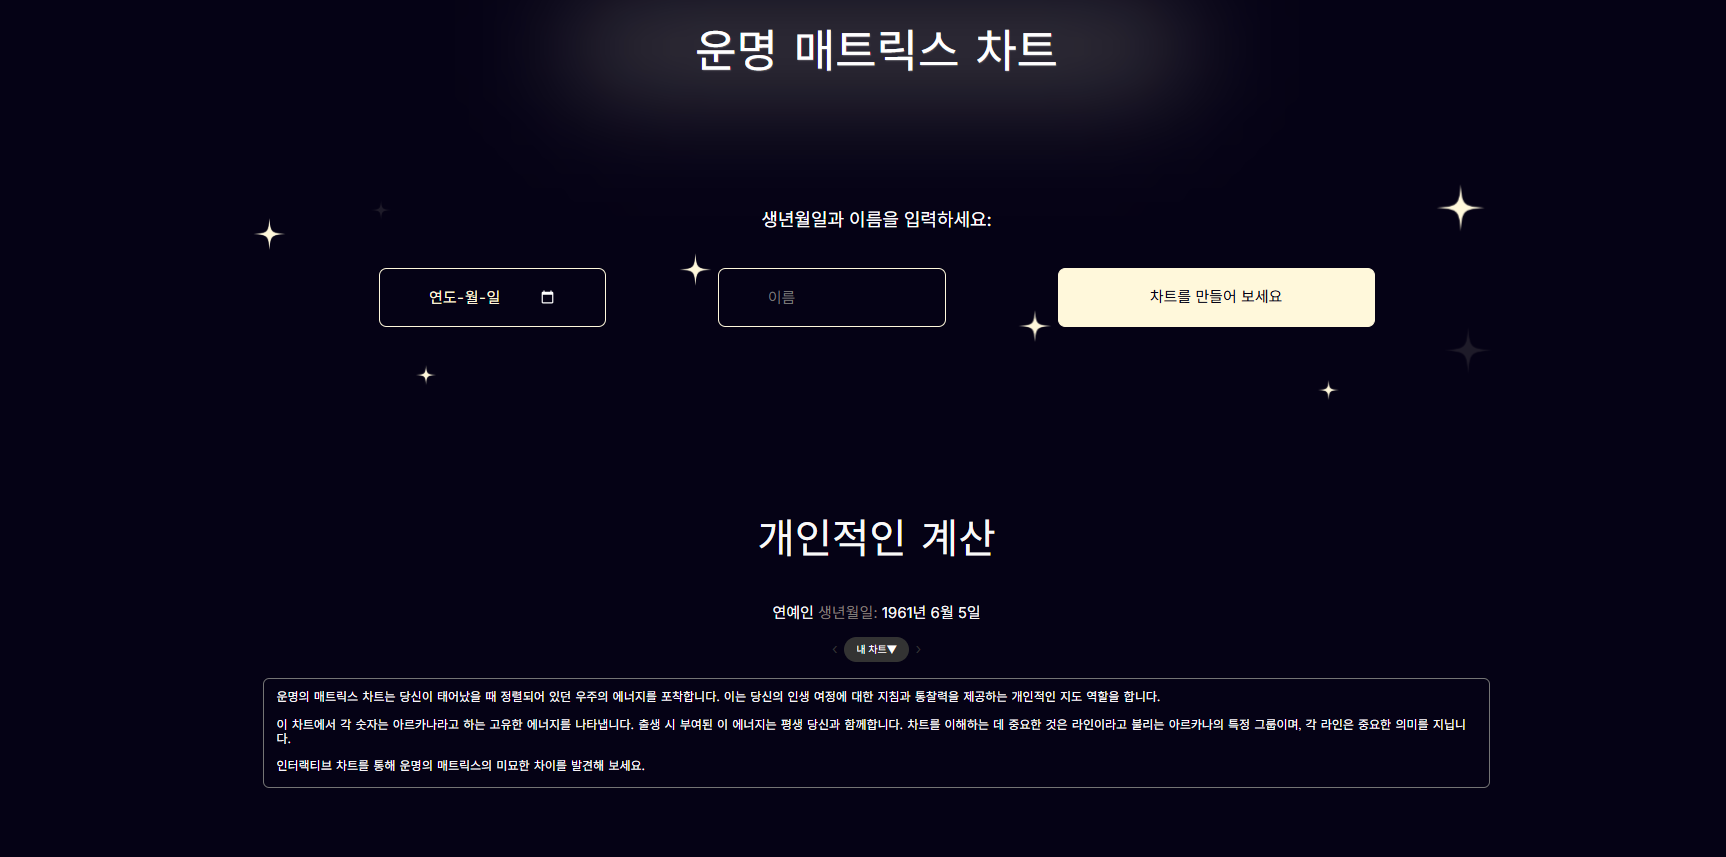 운명 매트릭스 차트
생년월일과 이름을 입력하세요:
연도-월-일
이름
차트를 만들어 보세요
개인적인 계산
연예인 생년월일: 1961년 6월 5일
‹ 내 차트▼ ›
운명의 매트릭스 차트는 당신이 태어났을 때 정렬되어 있던 우주의 에너지를 포착합니다. 이는 당신의 인생 여정에 대한 지침과 통찰력을 제공하는 개인적인 지도 역할을 합니다.
이 차트에서 각 숫자는 아르카나라고 하는 고유한 에너지를 나타냅니다. 출생 시 부여된 이 에너지는 평생 당신과 함께합니다. 차트를 이해하는 데 중요한 것은 라인이라고 불리는 아르카나의 특정 그룹이며, 각 라인은 중요한 의미를 지닙니
다.
인터랙티브 차트를 통해 운명의 매트릭스의 미묘한 차이를 발견해 보세요.